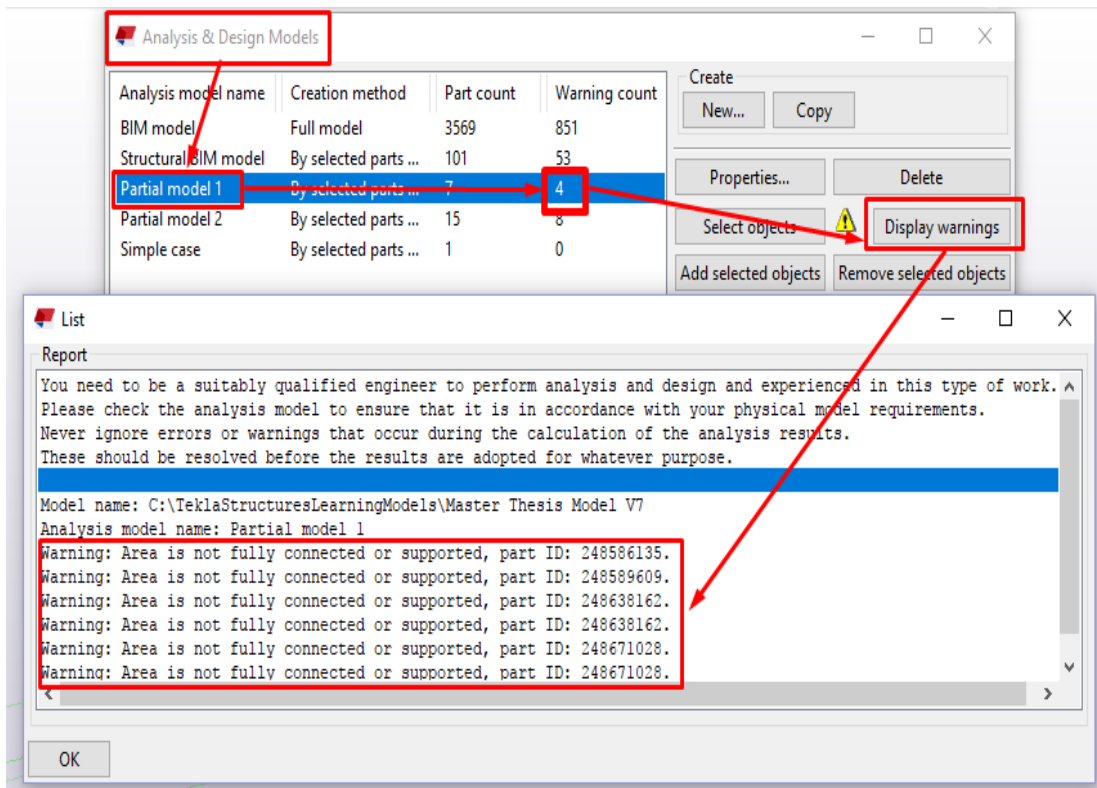 Analysis & Design Models
Analysis model name Creation method Part count Warning count
BIM model Full model 3569 851
Structural BIM model By selected parts ... 101 53
Partial model 1 By selected parts ... 7 4
Partial model 2 By selected parts ... 15 8
Simple case By selected parts ... 1 0
Create
New... Copy
Properties... Delete
Select objects Display warnings
Add selected objects Remove selected objects
List
Report
You need to be a suitably qualified engineer to perform analysis and design and experienced in this type of work.
Please check the analysis model to ensure that it is in accordance with your physical model requirements.
Never ignore errors or warnings that occur during the calculation of the analysis results.
These should be resolved before the results are adopted for whatever purpose.
Model name: C:\TeklaStructuresLearningModels\Master Thesis Model V7
Analysis model name: Partial model 1
Warning: Area is not fully connected or supported, part ID: 248586135.
Warning: Area is not fully connected or supported, part ID: 248589609.
Warning: Area is not fully connected or supported, part ID: 248638162.
Warning: Area is not fully connected or supported, part ID: 248638162.
Warning: Area is not fully connected or supported, part ID: 248671028.
Warning: Area is not fully connected or supported, part ID: 248671028.
OK